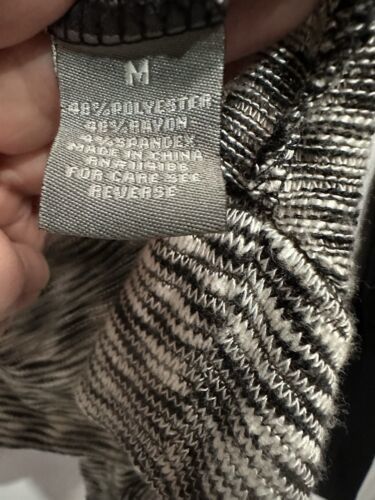 M
48%POLYESTER
48%RAYON
4%SPANDEX
MADE IN CHINA
FOR CARE SEE
REVERSE